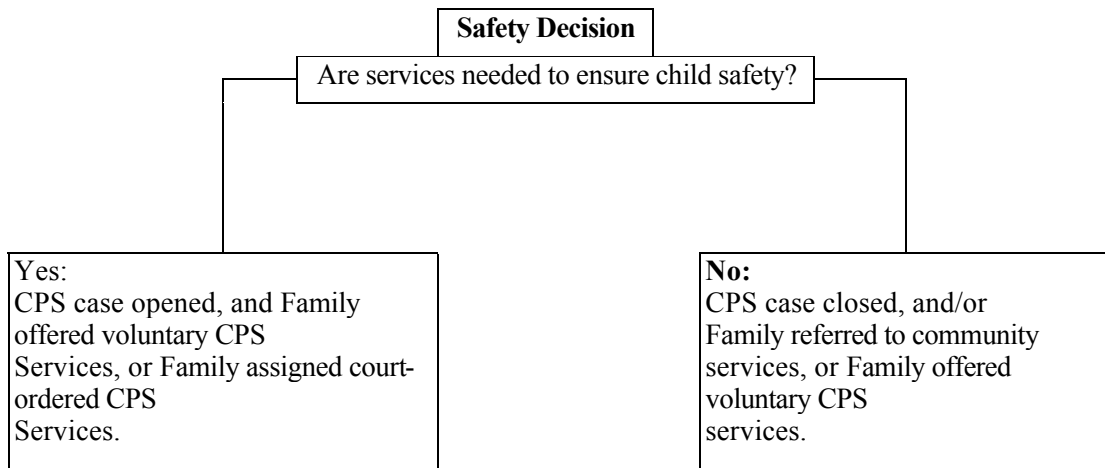 Safety Decision
Are services needed to ensure child safety?
Yes:
CPS case opened, and Family
offered voluntary CPS
Services, or Family assigned court-
ordered CPS
Services.
No:
CPS case closed, and/or
Family referred to community
services, or Family offered
voluntary CPS
services.